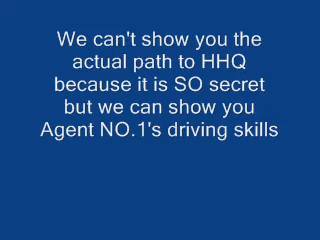 We can't show you the
actual path to HHQ
because it is SO secret
but we can show you
Agent NO.1's driving skills